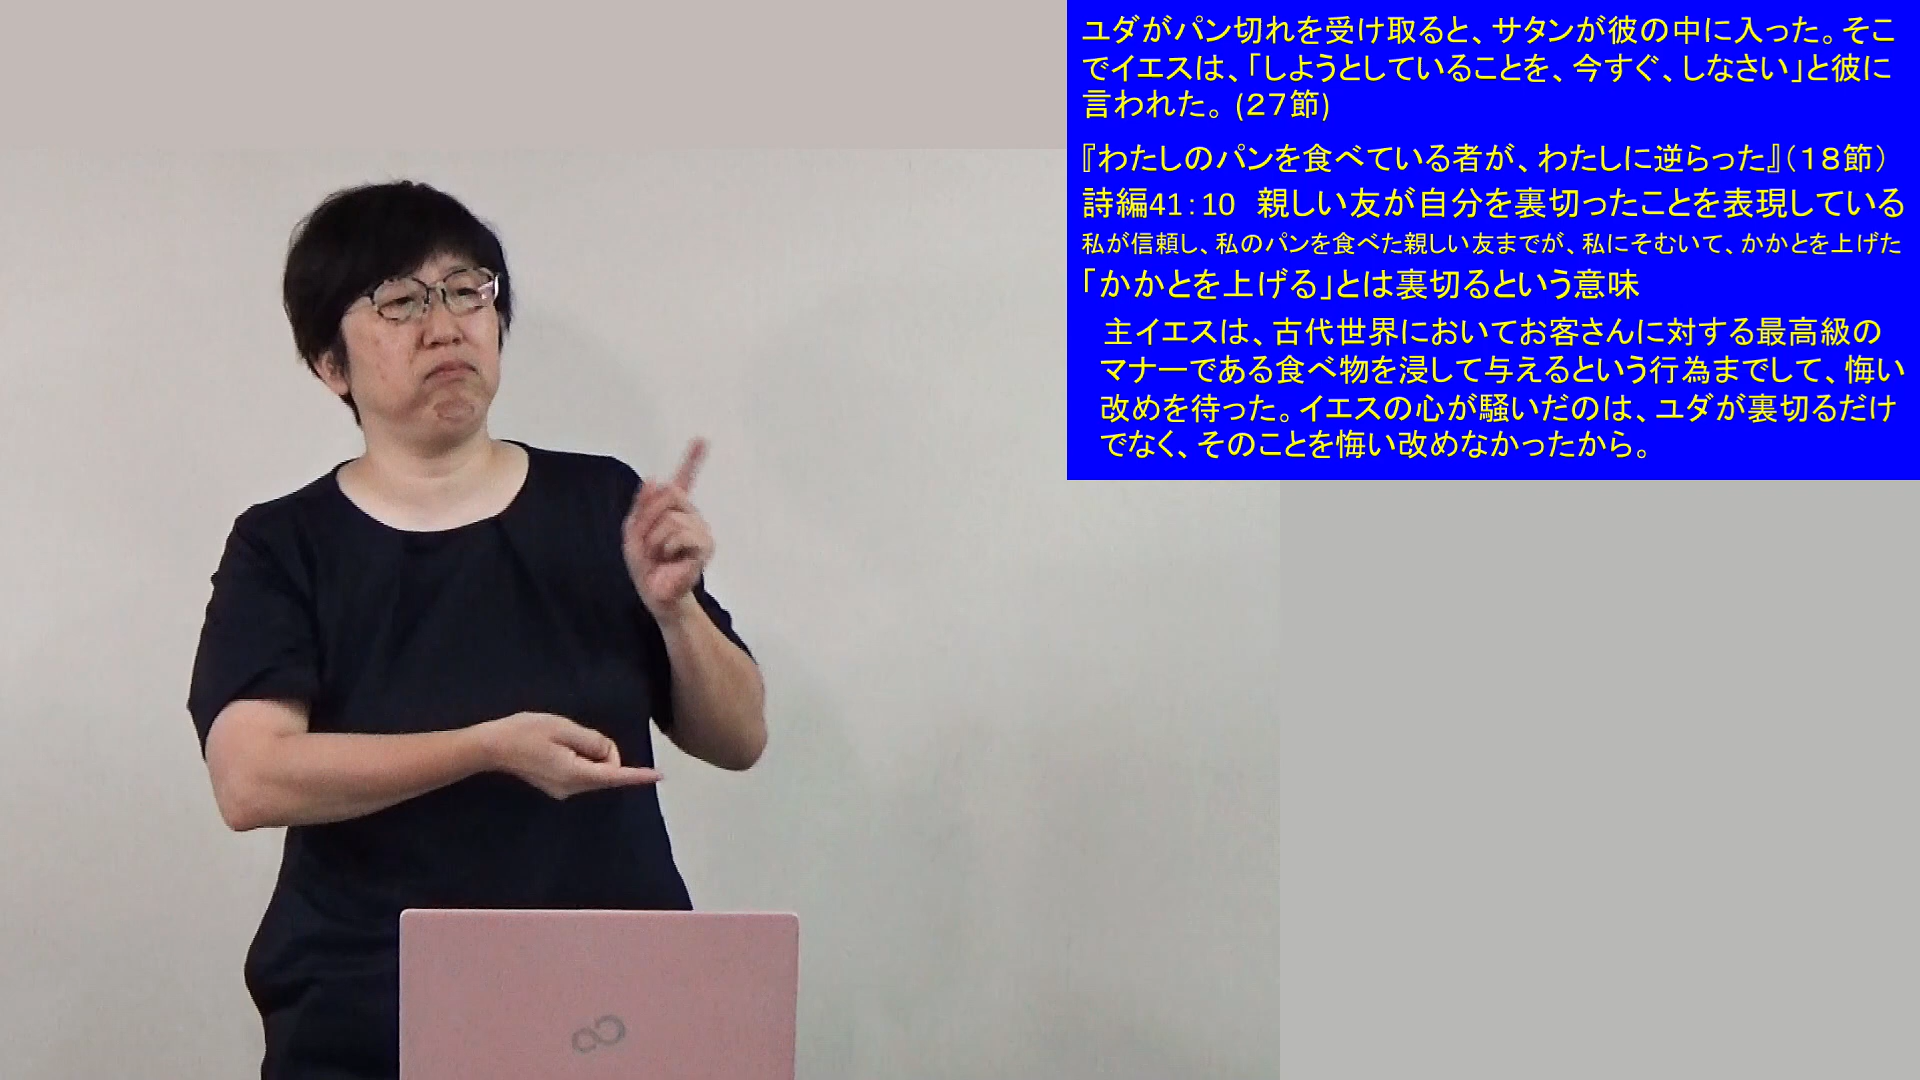 ユダがパン切れを受け取ると、サタンが彼の中に入った。そこ
でイエスは、「しようとしていることを、今すぐ、しなさい」と彼に
言われた。(２７節)
『わたしのパンを食べている者が、わたしに逆らった』（１８節）
詩編41：10　親しい友が自分を裏切ったことを表現している
私が信頼し、私のパンを食べた親しい友までが、私にそむいて、かかとを上げた
「かかとを上げる」とは裏切るという意味
主イエスは、古代世界においてお客さんに対する最高級の
マナーである食べ物を浸して与えるという行為までして、悔い
改めを待った。イエスの心が騒いだのは、ユダが裏切るだけ
でなく、そのことを悔い改めなかったから。